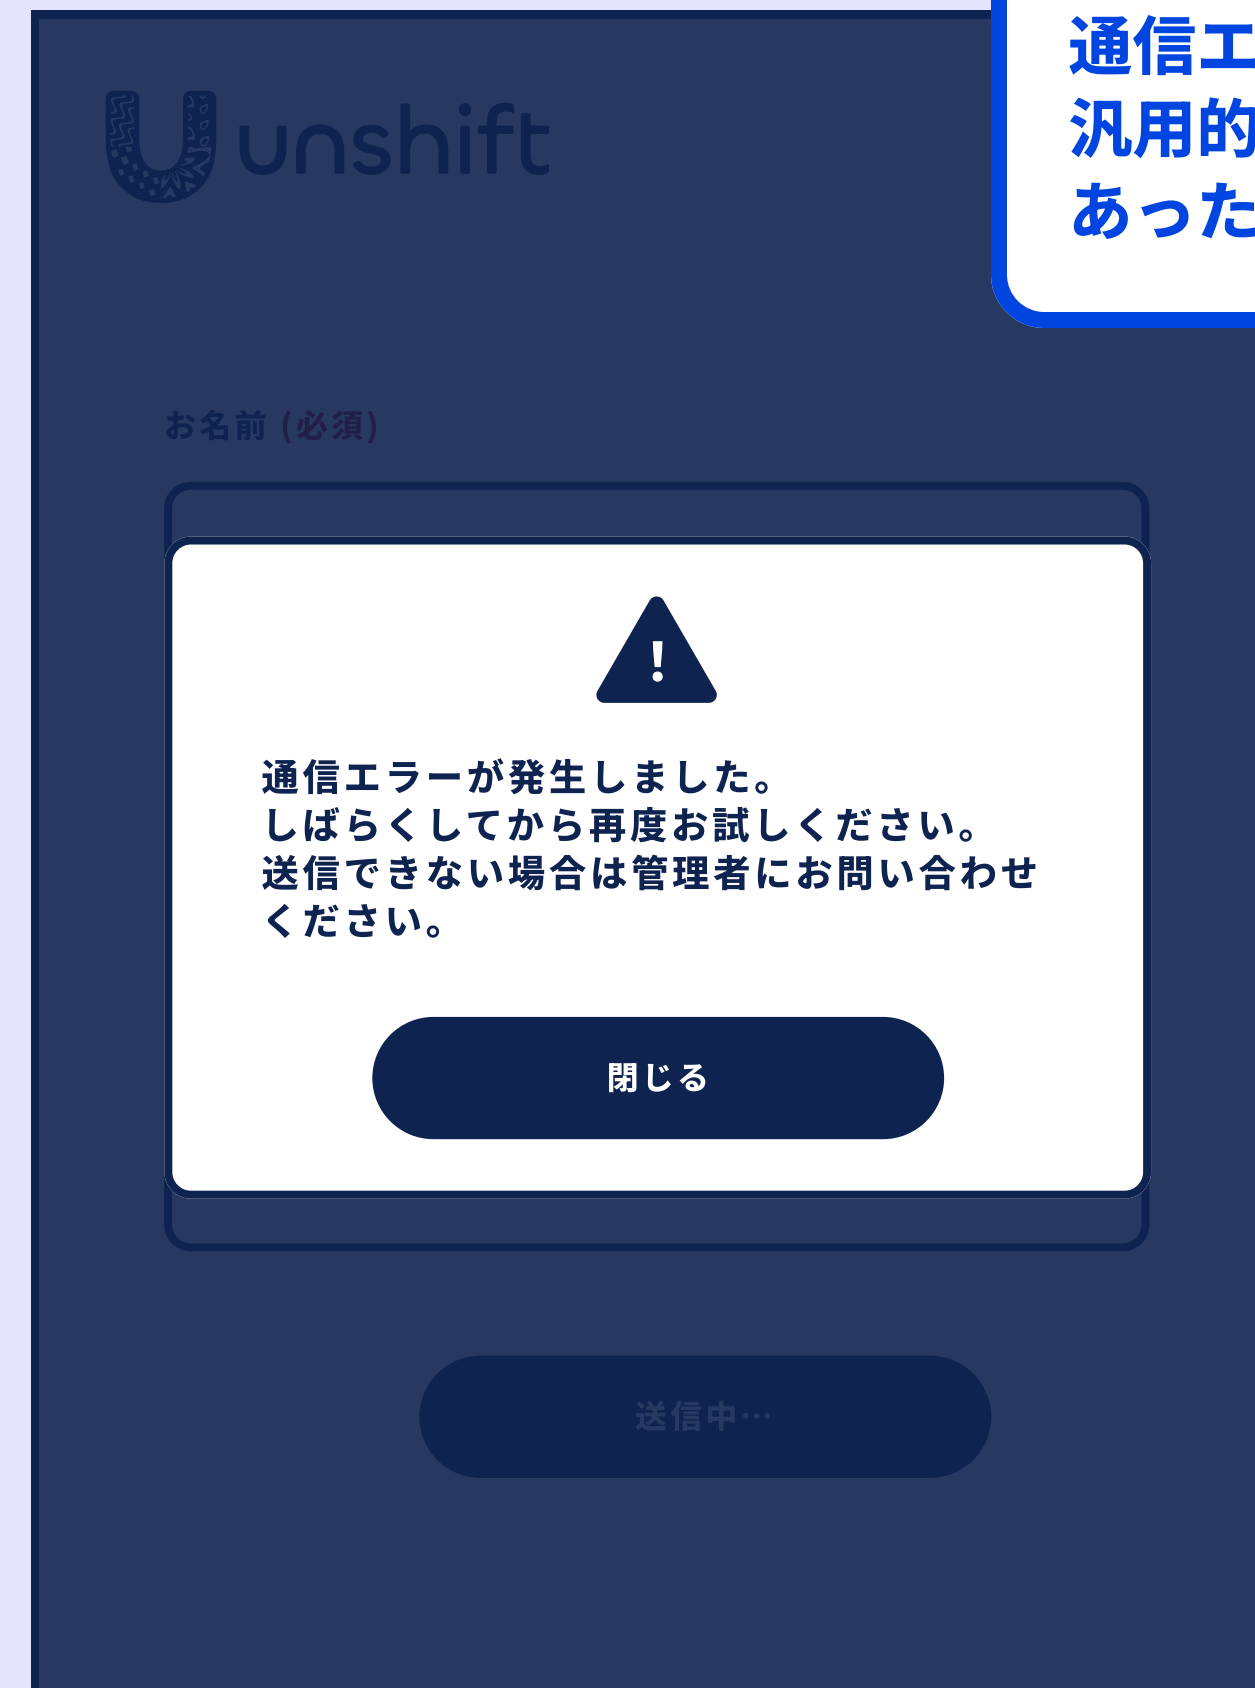 通信エ
汎用的
あった
unshift
お名前 (必須)
通信エラーが発生しました。
しばらくしてから再度お試しください。
送信できない場合は管理者にお問い合わせ
ください。
閉じる
送信中…